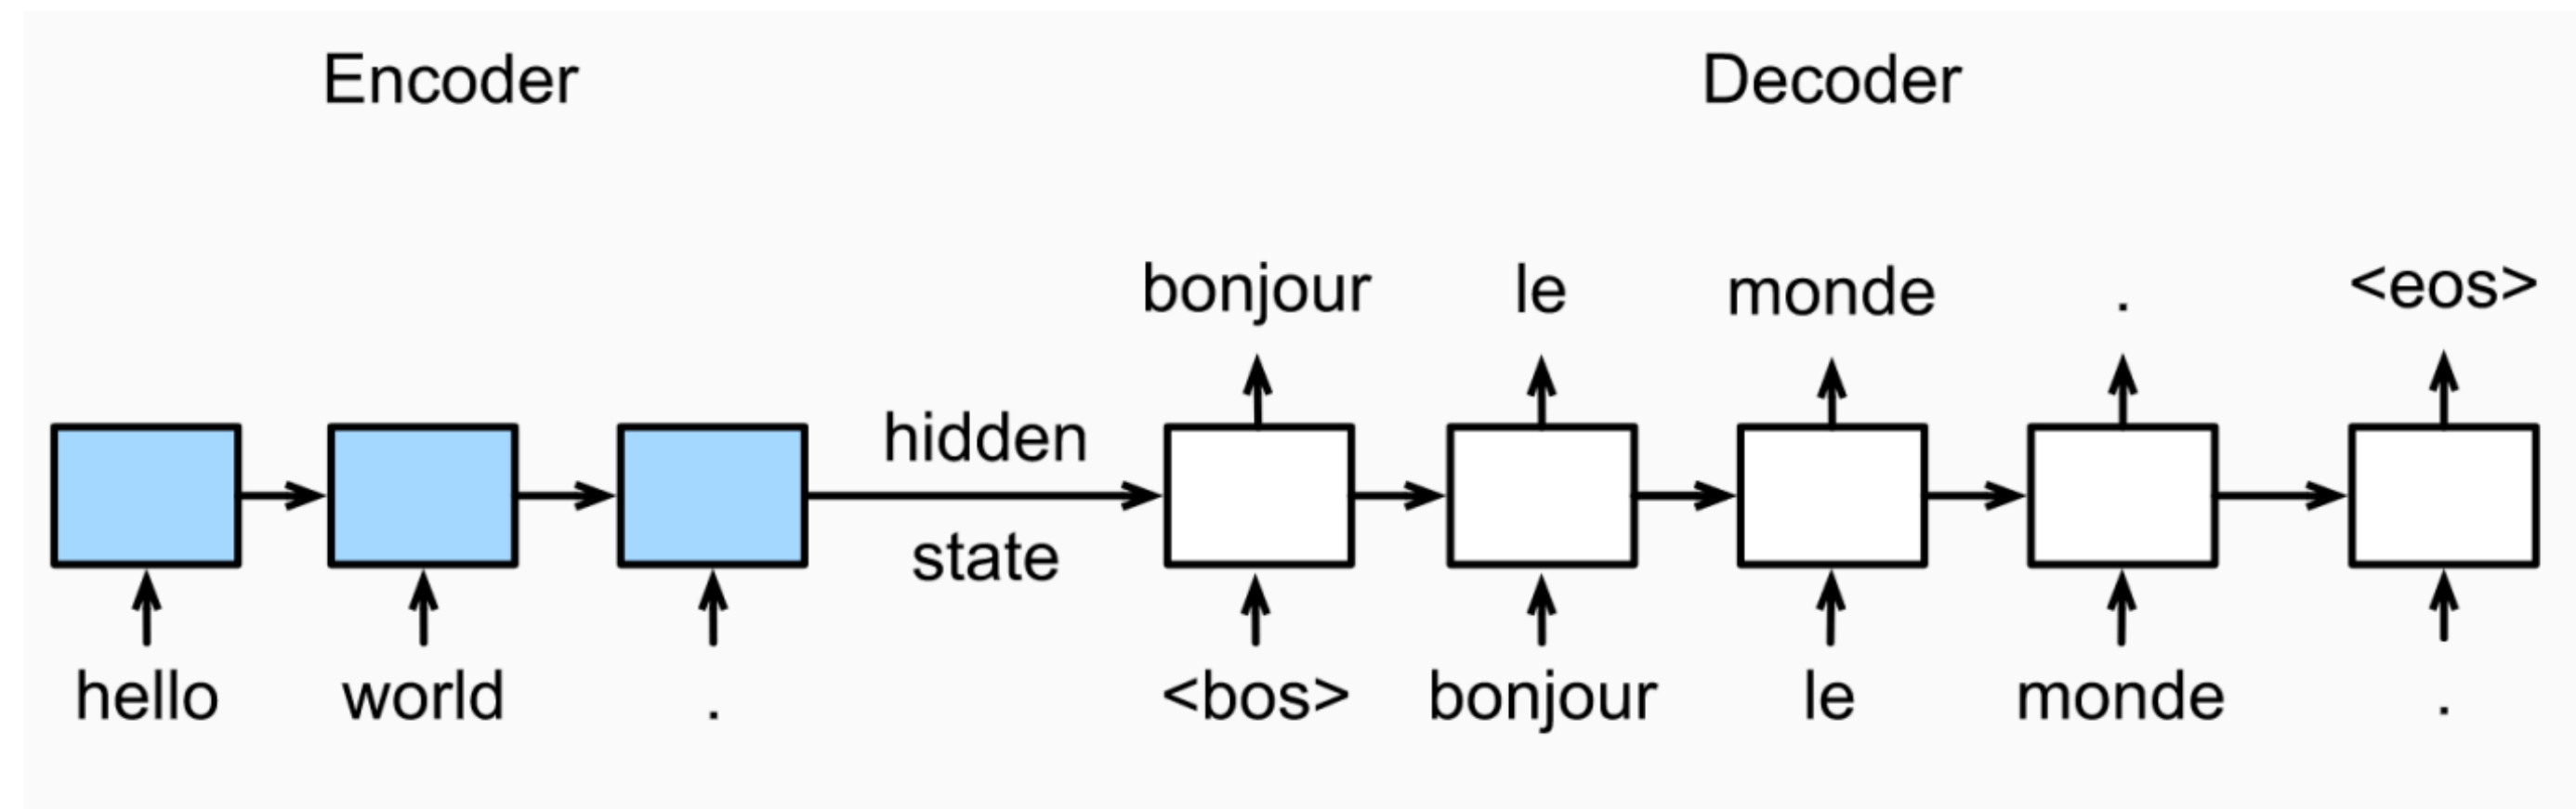 Encoder
Decoder
bonjour le monde . <eos>
hidden
state
hello world . <bos> bonjour le monde .